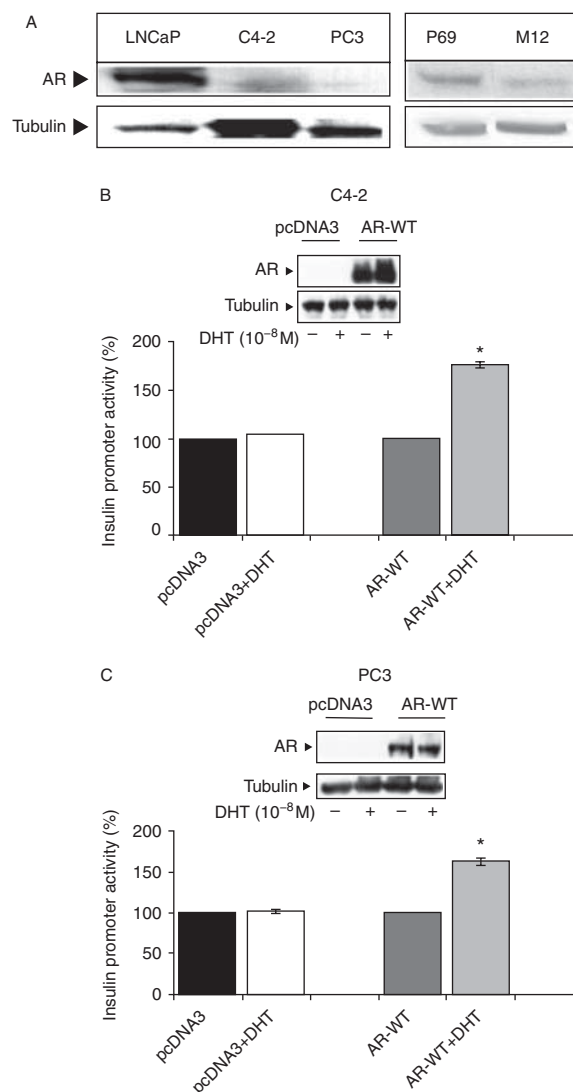 A
LNCaP C4-2 PC3 P69 M12
AR
Tubulin
B
C4-2
pcDNA3 AR-WT
AR
Tubulin
DHT (10⁻⁸M) – + – +
Insulin promoter activity (%)
200
150
100
50
0
pcDNA3
pcDNA3+DHT
AR-WT
AR-WT+DHT
*
C
PC3
pcDNA3 AR-WT
AR
Tubulin
DHT (10⁻⁸M) – + – +
Insulin promoter activity (%)
200
150
100
50
0
pcDNA3
pcDNA3+DHT
AR-WT
AR-WT+DHT
*